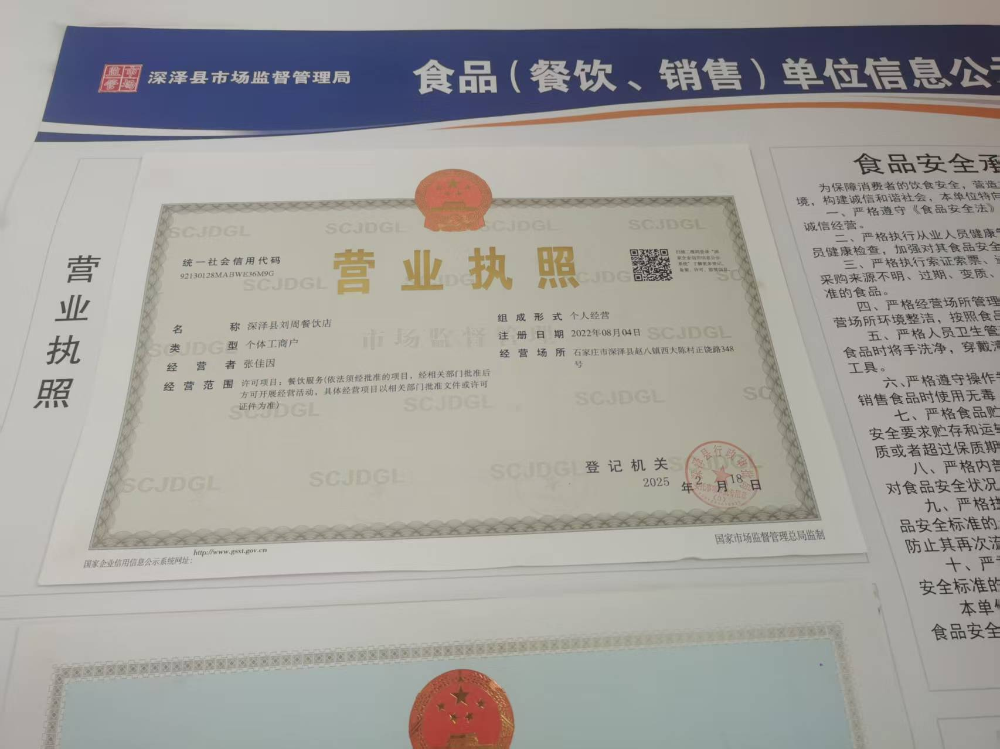 深泽县市场监督管理局
食品(餐饮、销售)单位信息公
营业执照
统一社会信用代码
92130128MABWE36M9G
营业执照
扫描二维码登录“国
家企业信用信息公示
系统”了解更多登记、
备案、许可、监管信息。
名称 深泽县刘周餐饮店
类型 个体工商户
经营者 张佳因
经营范围 许可项目:餐饮服务(依法须经批准的项目,经相关部门批准后
方可开展经营活动,具体经营项目以相关部门批准文件或许可
证件为准)
组成形式 个人经营
注册日期 2022年08月04日
经营场所 石家庄市深泽县赵八镇西大陈村正饶路348
号
登记机关
2025年2月18日
深泽县行政审批局
国家企业信用信息公示系统网址:
http://www.gsxt.gov.cn
国家市场监督管理总局监制
SCJDGL
市场监督管理
食品安全承
为保障消费者的饮食安全,营造
境,构建诚信和谐社会,本单位特向
一、严格遵守《食品安全法》
诚信经营。
二、严格执行从业人员健康
员健康检查,加强对其食品安全
三、严格执行索证索票、
采购来源不明、过期、变质、
准的食品。
四、严格经营场所管理
营场所环境整洁,按照食品
五、严格人员卫生管
食品时将手洗净,穿戴清
工具。
六、严格遵守操作
销售食品时使用无毒
七、严格食品贮
安全要求贮存和运输
质或者超过保质期
八、严格内部
对食品安全状况
九、严格
品安全标准的
防止其再次流
十、严
安全标准的
本单位
食品安全